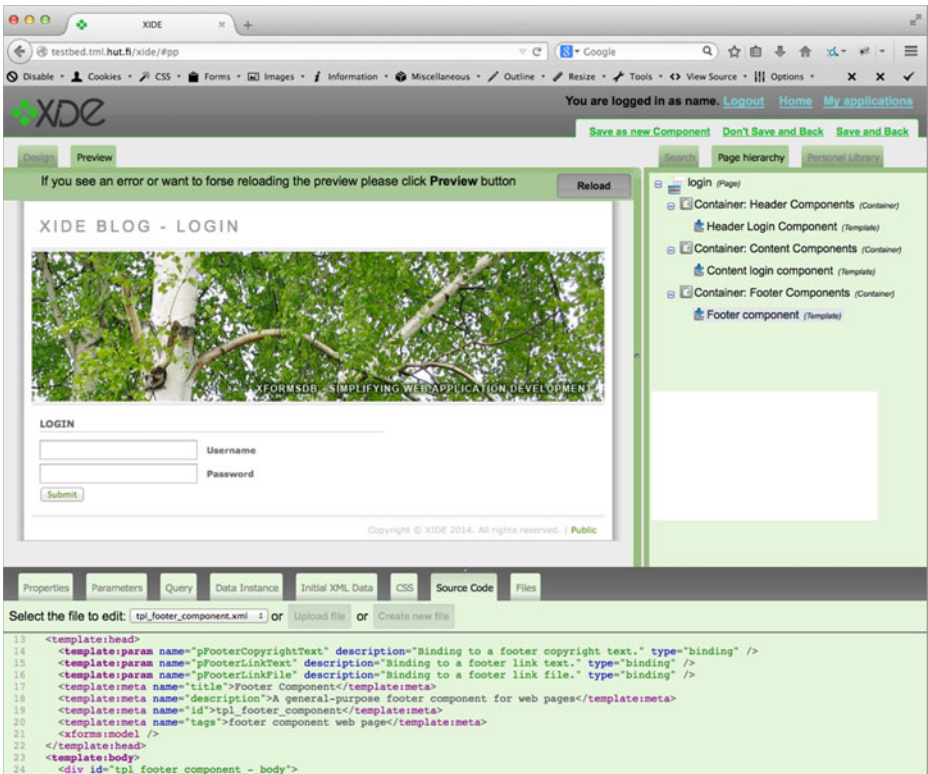 XIDE
testbed.tml.hut.fi/xide/#pp
Google
Disable Cookies CSS Forms Images Information Miscellaneous Outline Resize Tools View Source Options
XIDE
You are logged in as name. Logout Home My applications
Save as new Component Don't Save and Back Save and Back
Design Preview
Search Page hierarchy Personal Library
If you see an error or want to forse reloading the preview please click Preview button
Reload
XIDE BLOG - LOGIN
XFORMSDB - SIMPLIFYING WEB APPLICATION DEVELOPMENT
LOGIN
Username
Password
Submit
Copyright © XIDE 2014. All rights reserved. | Public
login (Page)
Container: Header Components (Container)
Header Login Component (Template)
Container: Content Components (Container)
Content login component (Template)
Container: Footer Components (Container)
Footer component (Template)
Properties Parameters Query Data Instance Initial XML Data CSS Source Code Files
Select the file to edit: tpl_footer_component.xml or Upload file or Create new file
13 <template:head>
14 <template:param name="pFooterCopyrightText" description="Binding to a footer copyright text." type="binding" />
15 <template:param name="pFooterLinkText" description="Binding to a footer link text." type="binding" />
16 <template:param name="pFooterLinkFile" description="Binding to a footer link file." type="binding" />
17 <template:meta name="title">Footer Component</template:meta>
18 <template:meta name="description">A general-purpose footer component for web pages</template:meta>
19 <template:meta name="id">tpl_footer_component</template:meta>
20 <template:meta name="tags">footer component web page</template:meta>
21 <xforms:model />
22 </template:head>
23 <template:body>
24 <div id="tpl_footer_component - body">